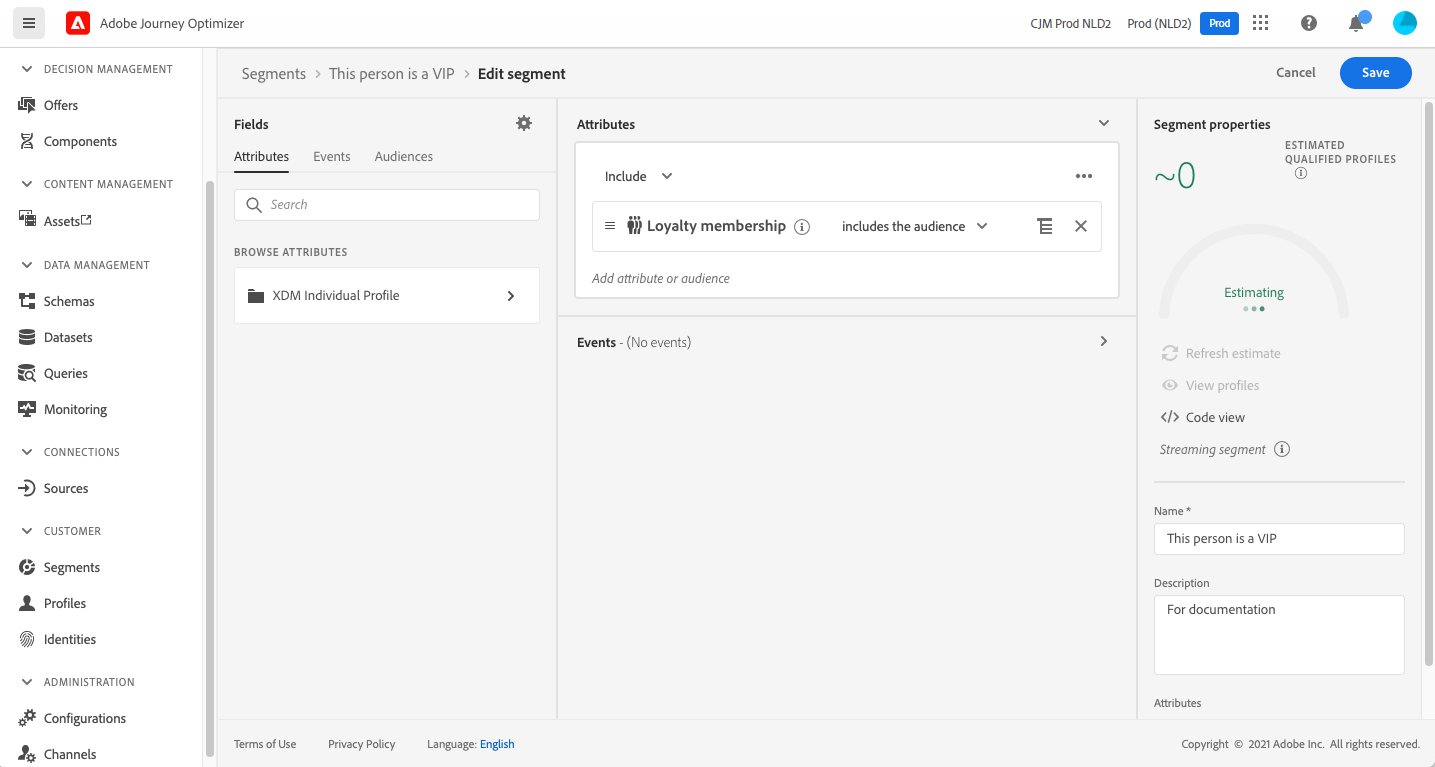 Adobe Journey Optimizer
CJM Prod NLD2
Prod (NLD2)
Prod
DECISION MANAGEMENT
Offers
Components
CONTENT MANAGEMENT
Assets
DATA MANAGEMENT
Schemas
Datasets
Queries
Monitoring
CONNECTIONS
Sources
CUSTOMER
Segments
Profiles
Identities
ADMINISTRATION
Configurations
Channels
Segments > This person is a VIP > Edit segment
Cancel
Save
Fields
Attributes
Events
Audiences
Search
BROWSE ATTRIBUTES
XDM Individual Profile
Attributes
Include
Loyalty membership
includes the audience
Add attribute or audience
Events - (No events)
Segment properties
~0
ESTIMATED
QUALIFIED PROFILES
Estimating
Refresh estimate
View profiles
</> Code view
Streaming segment
Name *
This person is a VIP
Description
For documentation
Attributes
Terms of Use
Privacy Policy
Language: English
Copyright © 2021 Adobe Inc. All rights reserved.